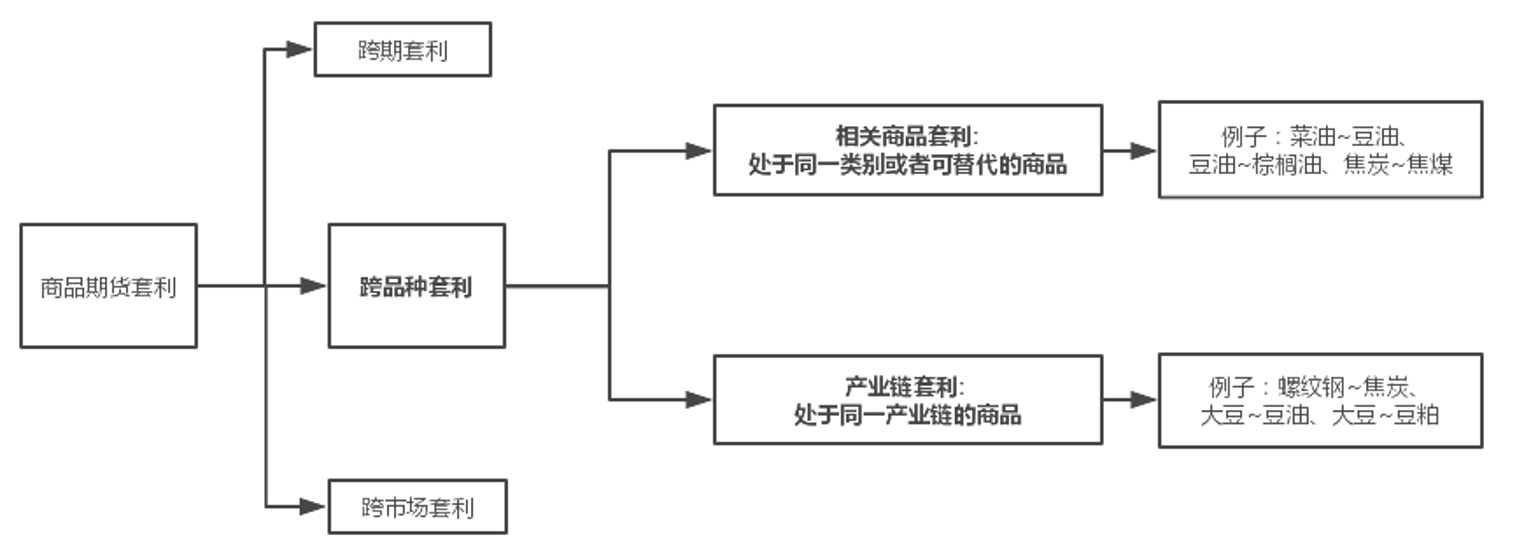 跨期套利
相关商品套利:
处于同一类别或者可替代的商品
例子：菜油~豆油、
豆油~棕榈油、焦炭~焦煤
商品期货套利
跨品种套利
产业链套利:
处于同一产业链的商品
例子：螺纹钢~焦炭、
大豆~豆油、大豆~豆粕
跨市场套利